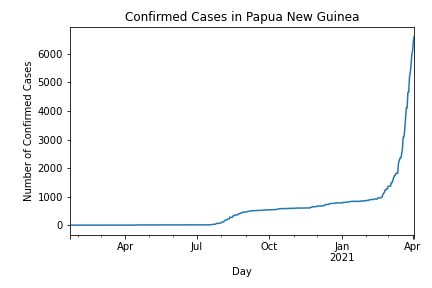 Confirmed Cases in Papua New Guinea
Number of Confirmed Cases
6000
5000
4000
3000
2000
1000
0
Apr Jul Oct Jan Apr
2021
Day